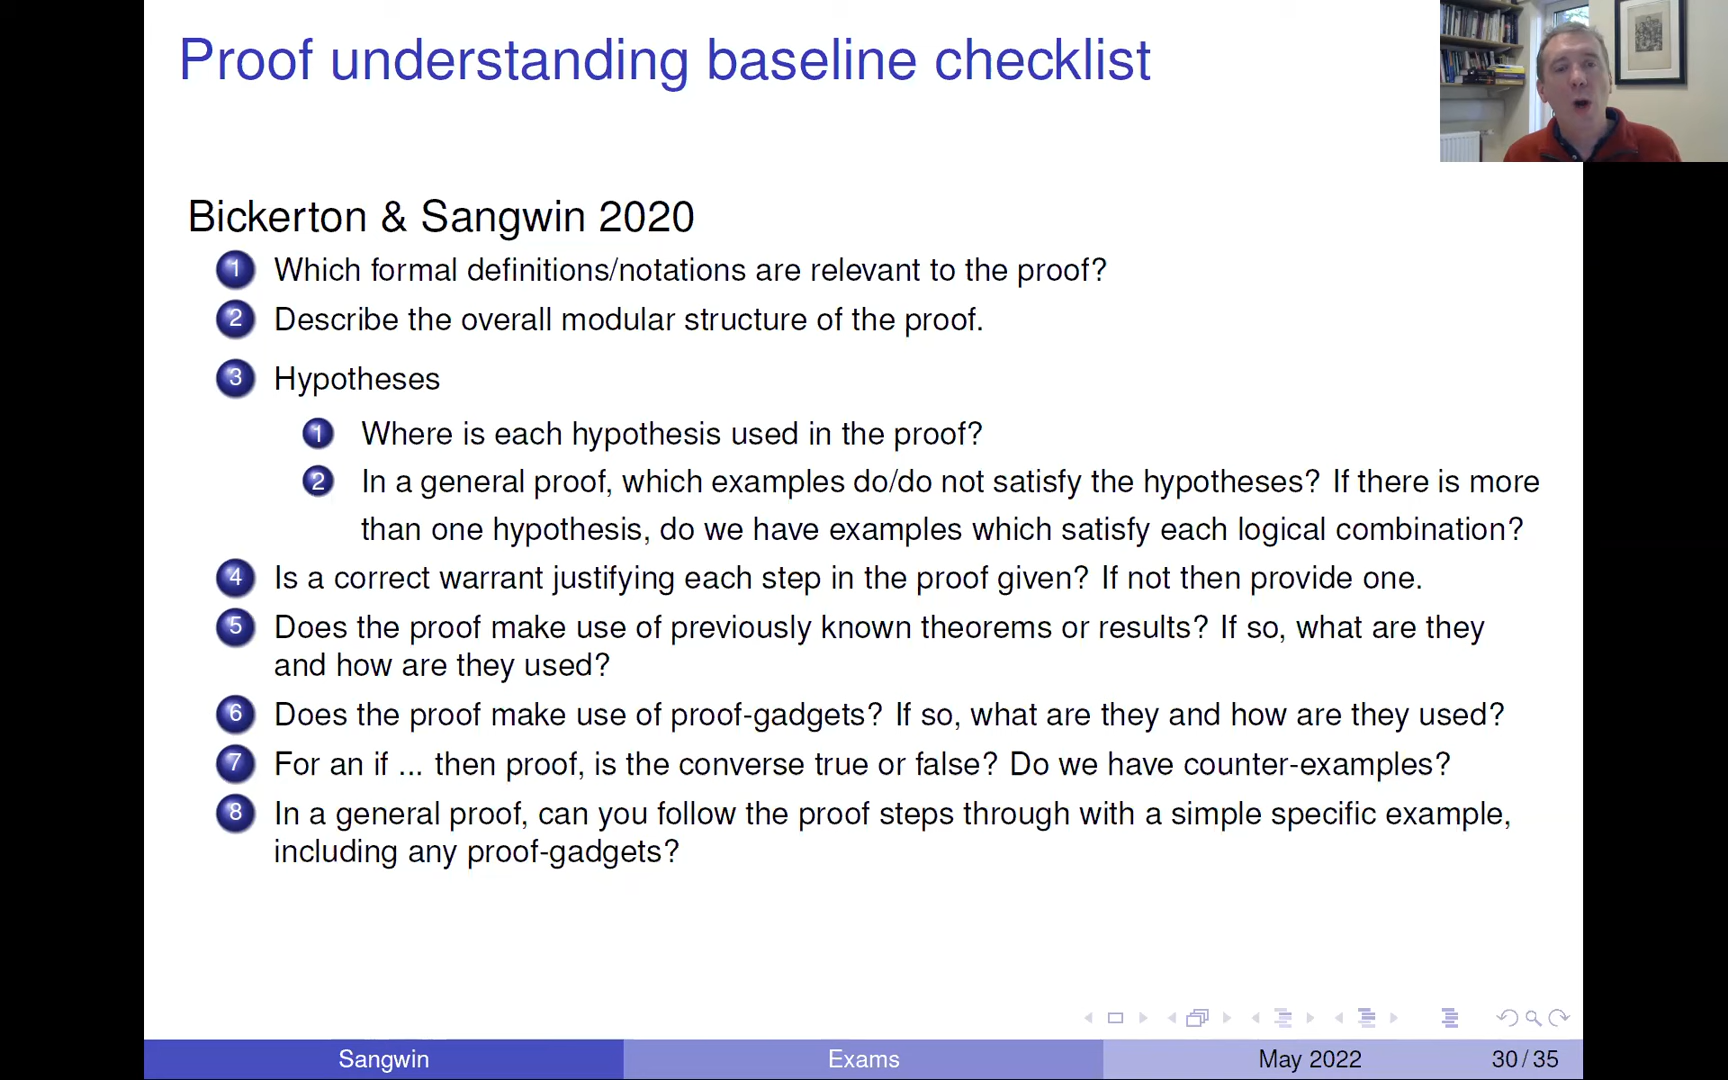 Proof understanding baseline checklist
Bickerton & Sangwin 2020
1 Which formal definitions/notations are relevant to the proof?
2 Describe the overall modular structure of the proof.
3 Hypotheses
1 Where is each hypothesis used in the proof?
2 In a general proof, which examples do/do not satisfy the hypotheses? If there is more
than one hypothesis, do we have examples which satisfy each logical combination?
4 Is a correct warrant justifying each step in the proof given? If not then provide one.
5 Does the proof make use of previously known theorems or results? If so, what are they
and how are they used?
6 Does the proof make use of proof-gadgets? If so, what are they and how are they used?
7 For an if ... then proof, is the converse true or false? Do we have counter-examples?
8 In a general proof, can you follow the proof steps through with a simple specific example,
including any proof-gadgets?
Sangwin Exams May 2022 30/35